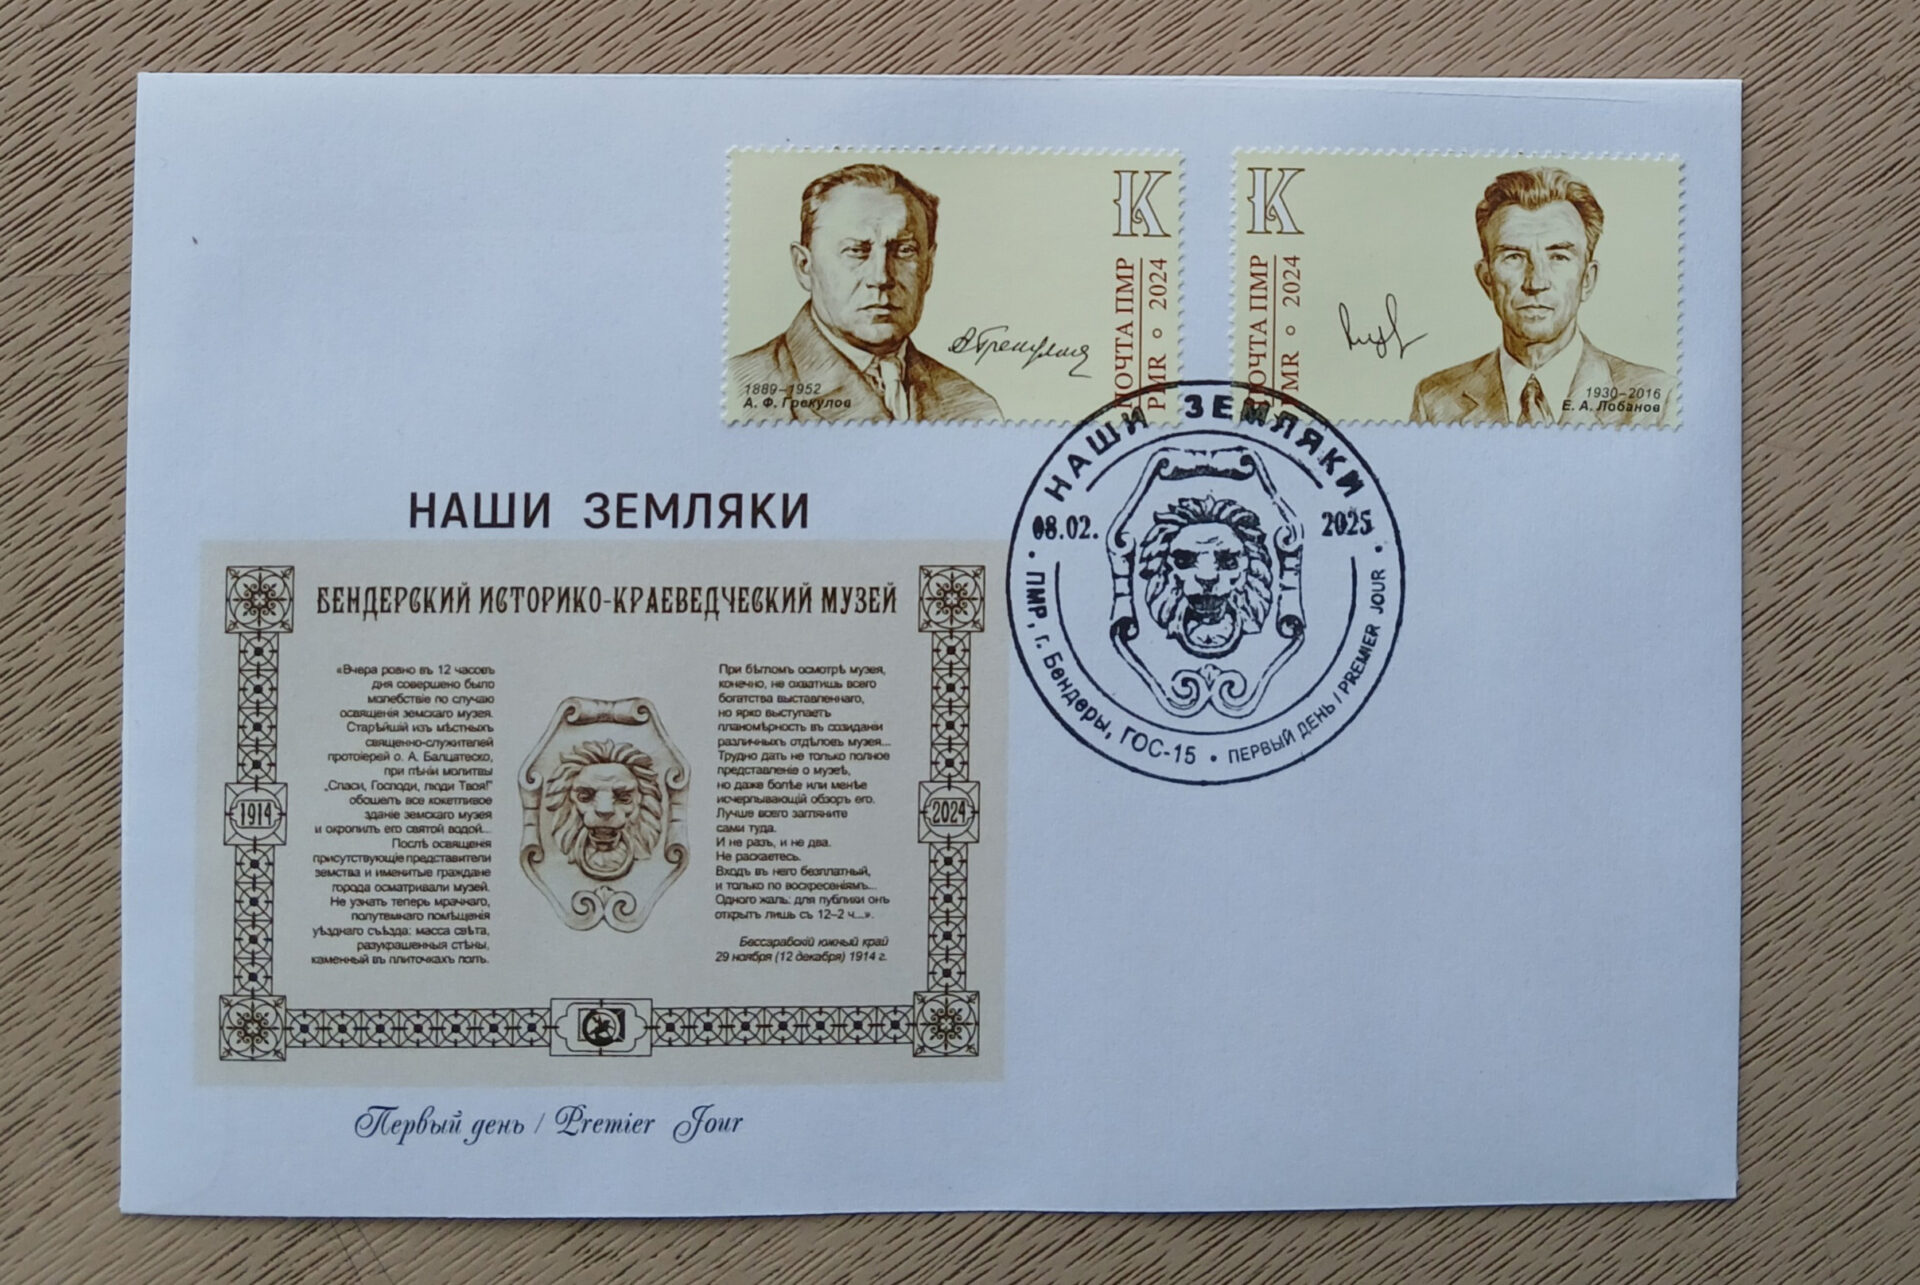 К
ПОЧТА ПМР
PMR ○ 2024
1889–1952
А. Ф. Грекулов
К
ПОЧТА ПМР
PMR ○ 2024
1930–2016
Е. А. Лобанов
НАШИ ЗЕМЛЯКИ
08.02. 2025
ПМР, г. Бендеры, ГОС-15 • ПЕРВЫЙ ДЕНЬ / PREMIER JOUR
НАШИ ЗЕМЛЯКИ
БЕНДЕРСКИЙ ИСТОРИКО-КРАЕВЕДЧЕСКИЙ МУЗЕЙ
«Вчера ровно въ 12 часовъ
дня совершено было
молебствіе по случаю
освященія земскаго музея.
Старѣйшій изъ мѣстныхъ
священно-служителей
протоіерей о. А. Балцатеско,
при пѣніи молитвы
„Спаси, Господи, люди Твоя!"
обошелъ все кокетливое
зданіе земскаго музея
и окропилъ его святой водой...
Послѣ освященія
присутствующіе представители
земства и именитые граждане
города осматривали музей.
Не узнать теперь мрачнаго,
полутемнаго помѣщенія
уѣзднаго съѣзда: масса свѣта,
разукрашенныя стѣны,
каменный въ плиточкахъ полъ.
При бѣгломъ осмотрѣ музея,
конечно, не охватишь всего
богатства выставленнаго,
но ярко выступаетъ
планомѣрность въ созиданіи
различныхъ отдѣловъ музея...
Трудно дать не только полное
представленіе о музеѣ,
но даже болѣе или менѣе
исчерпывающій обзоръ его.
Лучше всего загляните
сами туда.
И не разъ, и не два.
Не раскаетесь.
Входъ въ него безплатный,
и только по воскресеніямъ...
Одного жаль: для публики онъ
открытъ лишь съ 12–2 ч...».
Бессарабскій южный край
29 ноября (12 декабря) 1914 г.
1914
2024
Первый день / Premier Jour